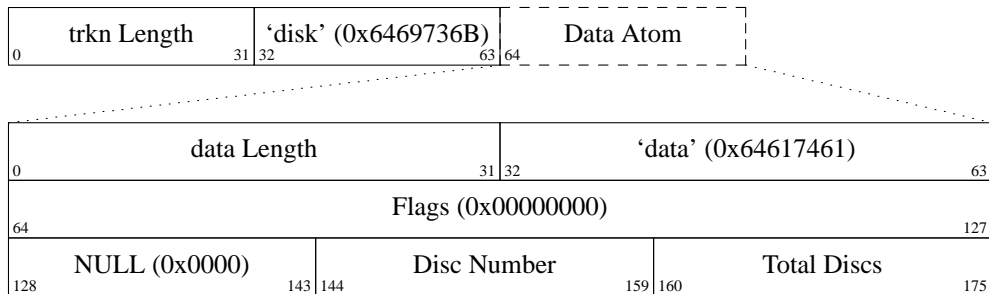 trkn Length ‘disk’ (0x6469736B) Data Atom
0 31 32 63 64
data Length ‘data’ (0x64617461)
0 31 32 63
Flags (0x00000000)
64 127
NULL (0x0000) Disc Number Total Discs
128 143 144 159 160 175